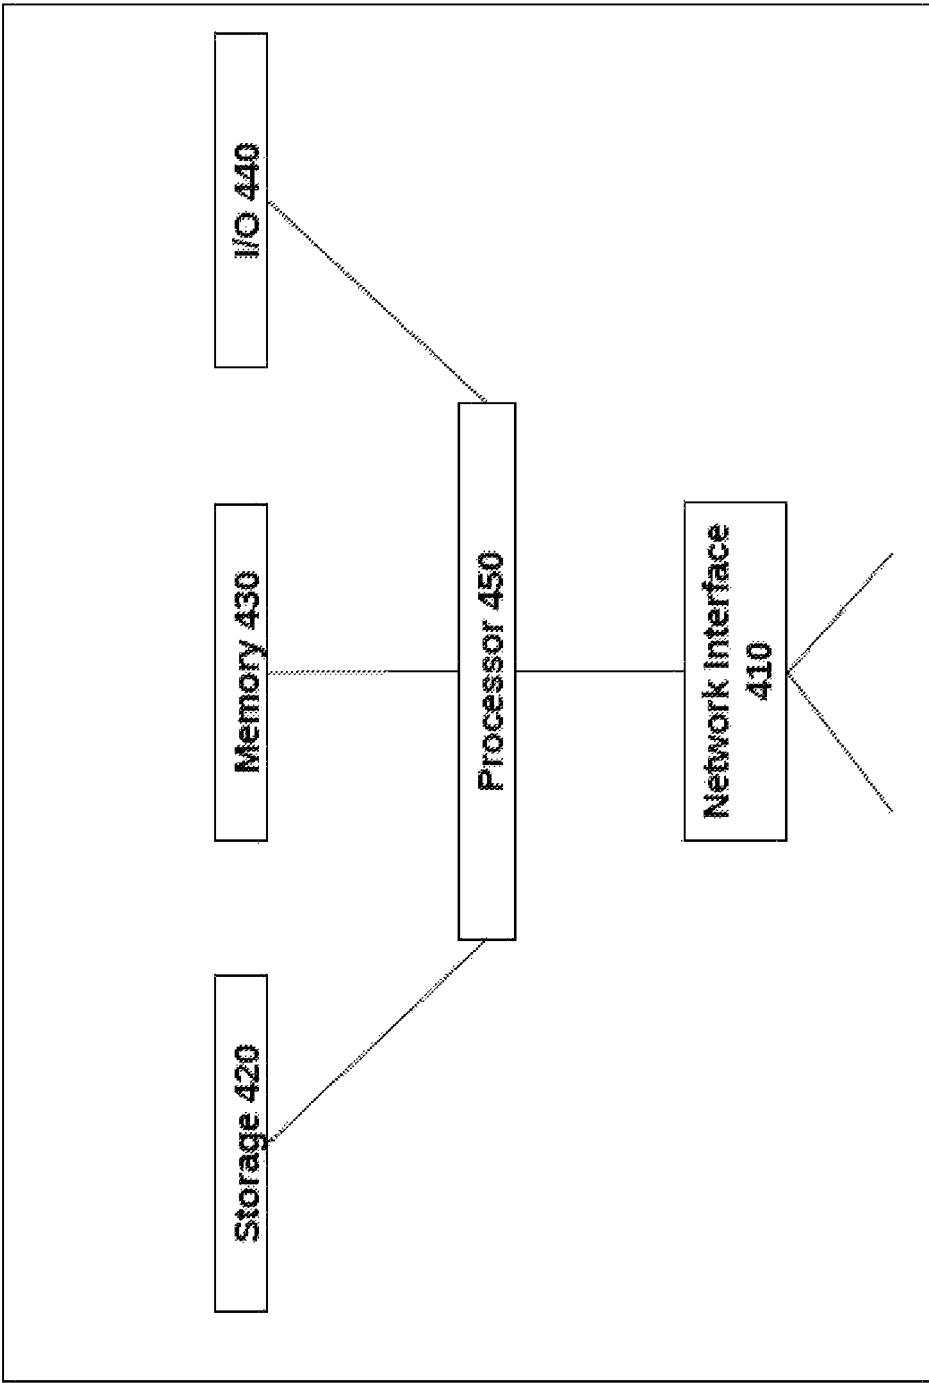 Storage 420
Memory 430
I/O 440
Processor 450
Network Interface
410